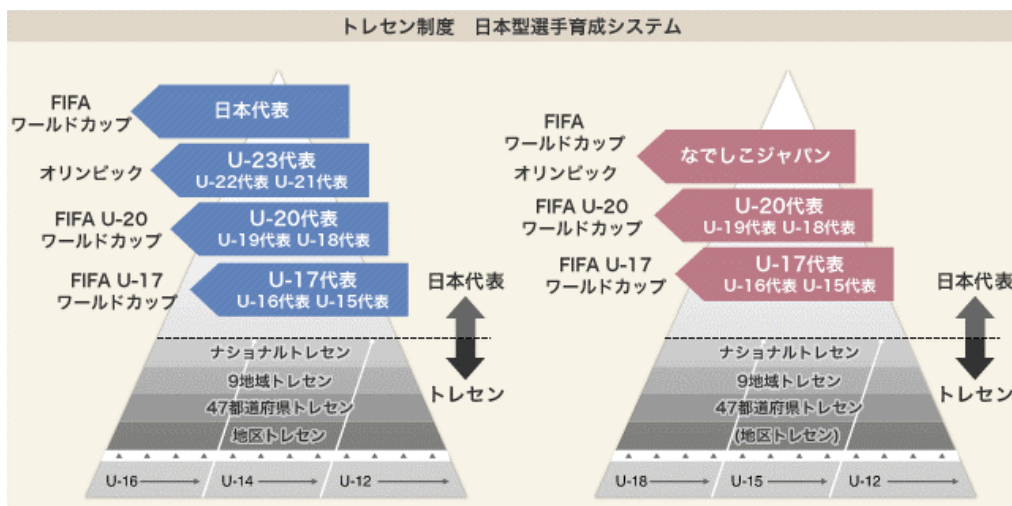 トレセン制度 日本型選手育成システム
FIFA
ワールドカップ
日本代表
オリンピック
U-23代表
U-22代表 U-21代表
FIFA U-20
ワールドカップ
U-20代表
U-19代表 U-18代表
FIFA U-17
ワールドカップ
U-17代表
U-16代表 U-15代表
日本代表
トレセン
ナショナルトレセン
9地域トレセン
47都道府県トレセン
地区トレセン
U-16
U-14
U-12
FIFA
ワールドカップ
オリンピック
なでしこジャパン
FIFA U-20
ワールドカップ
U-20代表
U-19代表 U-18代表
FIFA U-17
ワールドカップ
U-17代表
U-16代表 U-15代表
日本代表
トレセン
ナショナルトレセン
9地域トレセン
47都道府県トレセン
(地区トレセン)
U-18
U-15
U-12